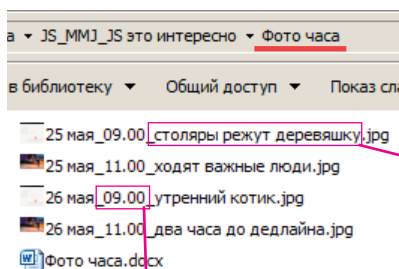 а ▾ JS_MMJ_JS это интересно ▾ Фото часа
в библиотеку ▼ Общий доступ ▼ Показ
25 мая_09.00_столяры режут деревяшку.jpg
25 мая_11.00_ходят важные люди.jpg
26 мая_09.00_утренний котик.jpg
26 мая_11.00_два часа до дедлайна.jpg
Фото часа.docx